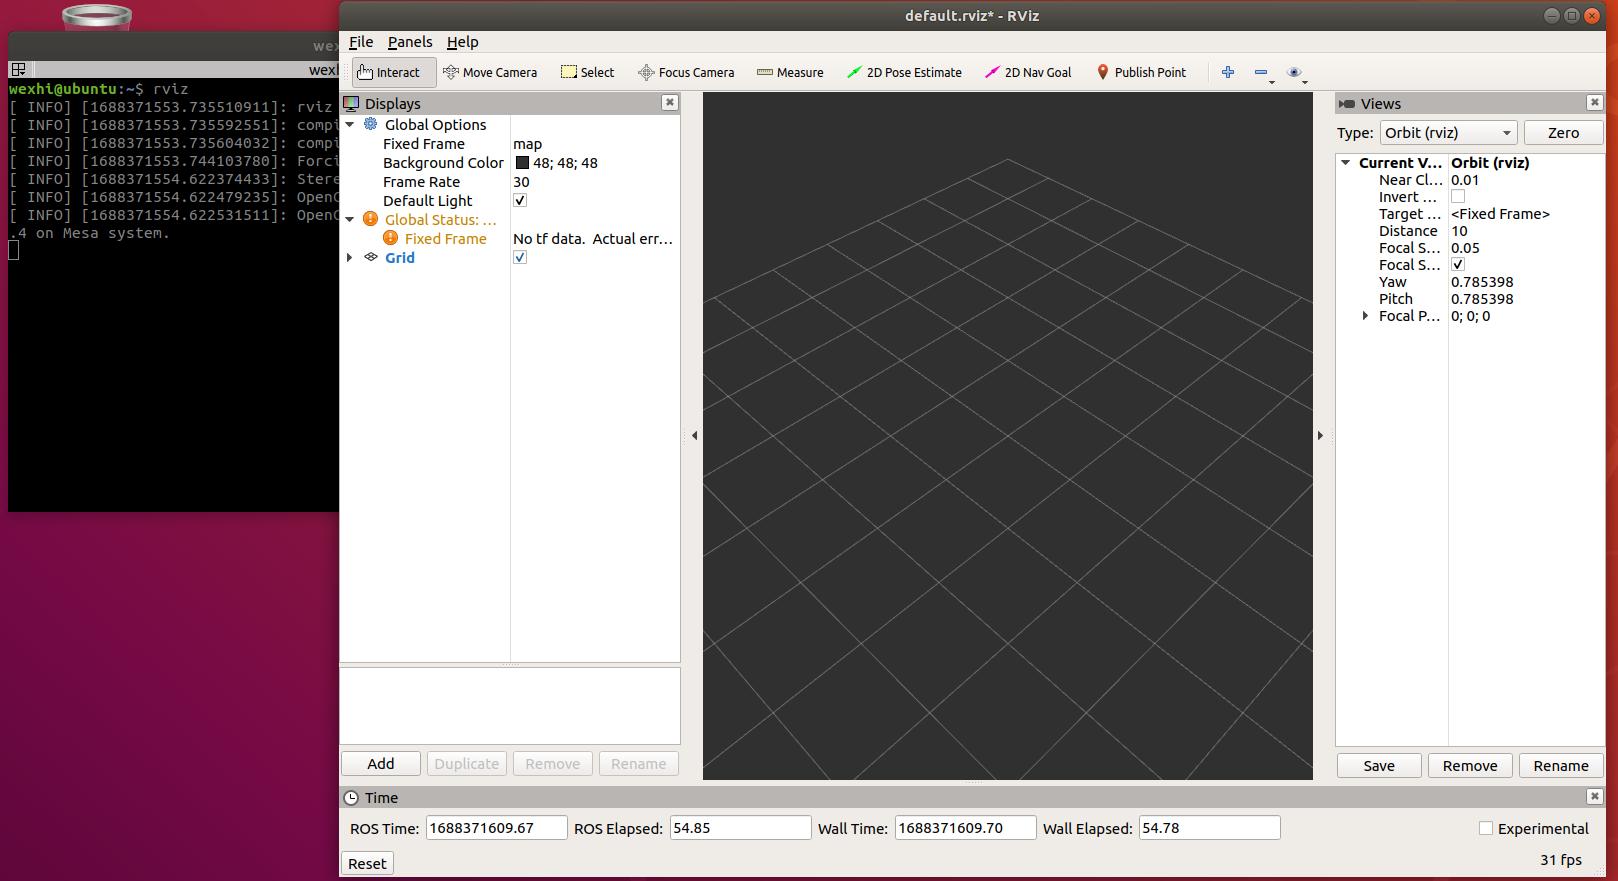 default.rviz* - RViz
wex
File Panels Help
wexh
Interact Move Camera Select Focus Camera Measure 2D Pose Estimate 2D Nav Goal Publish Point
wexhi@ubuntu:~$ rviz
[ INFO] [1688371553.735510911]: rviz
[ INFO] [1688371553.735592551]: compi
[ INFO] [1688371553.735604032]: compi
[ INFO] [1688371553.744103780]: Forci
[ INFO] [1688371554.622374433]: Stere
[ INFO] [1688371554.622479235]: OpenG
[ INFO] [1688371554.622531511]: OpenG
.4 on Mesa system.
Displays
Global Options
Fixed Frame map
Background Color 48; 48; 48
Frame Rate 30
Default Light
Global Status: ...
Fixed Frame No tf data. Actual err...
Grid
Add Duplicate Remove Rename
Views
Type: Orbit (rviz) Zero
Current V... Orbit (rviz)
Near Cl... 0.01
Invert ...
Target ... <Fixed Frame>
Distance 10
Focal S... 0.05
Focal S...
Yaw 0.785398
Pitch 0.785398
Focal P... 0; 0; 0
Save Remove Rename
Time
ROS Time: 1688371609.67 ROS Elapsed: 54.85 Wall Time: 1688371609.70 Wall Elapsed: 54.78 Experimental
Reset 31 fps